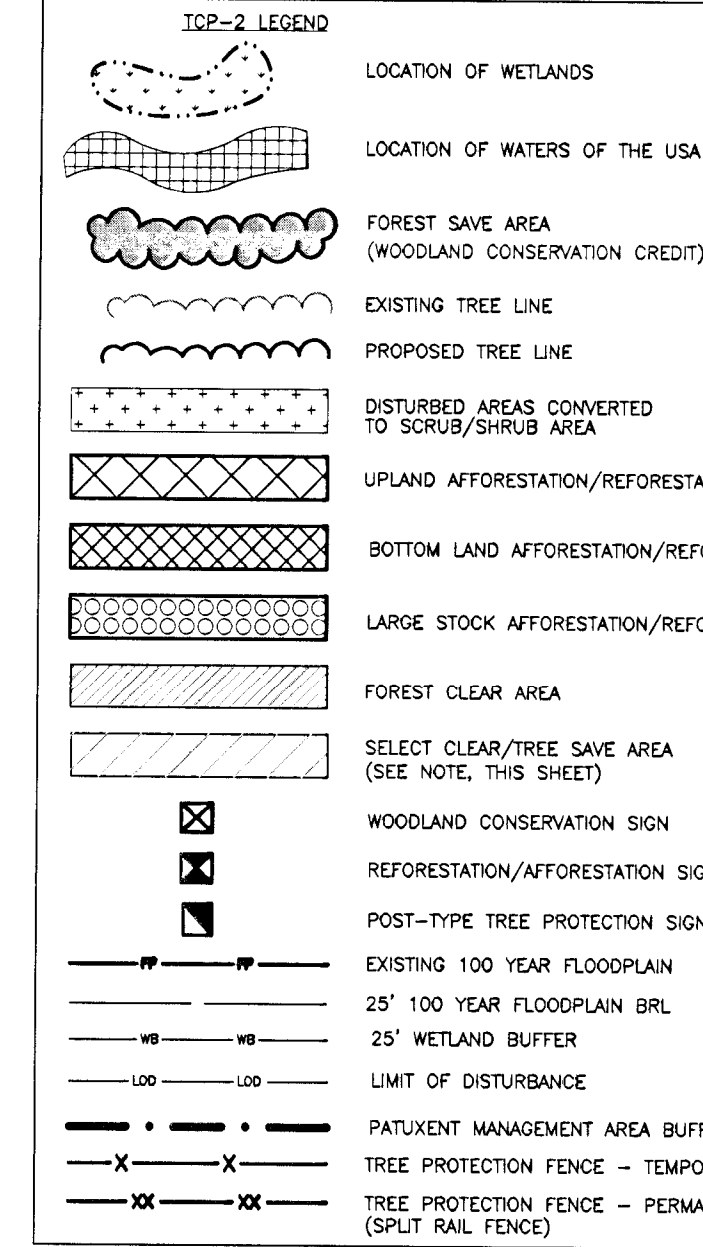 TCP-2 LEGEND
LOCATION OF WETLANDS
LOCATION OF WATERS OF THE USA
FOREST SAVE AREA
(WOODLAND CONSERVATION CREDIT)
EXISTING TREE LINE
PROPOSED TREE LINE
DISTURBED AREAS CONVERTED
TO SCRUB/SHRUB AREA
UPLAND AFFORESTATION/REFORESTA
BOTTOM LAND AFFORESTATION/REFO
LARGE STOCK AFFORESTATION/REFO
FOREST CLEAR AREA
SELECT CLEAR/TREE SAVE AREA
(SEE NOTE, THIS SHEET)
WOODLAND CONSERVATION SIGN
REFORESTATION/AFFORESTATION SIG
POST-TYPE TREE PROTECTION SIGN
FP FP EXISTING 100 YEAR FLOODPLAIN
25' 100 YEAR FLOODPLAIN BRL
WB WB 25' WETLAND BUFFER
LOD LOD LIMIT OF DISTURBANCE
PATUXENT MANAGEMENT AREA BUFF
X X TREE PROTECTION FENCE - TEMPO
XX XX TREE PROTECTION FENCE - PERMA
(SPLIT RAIL FENCE)